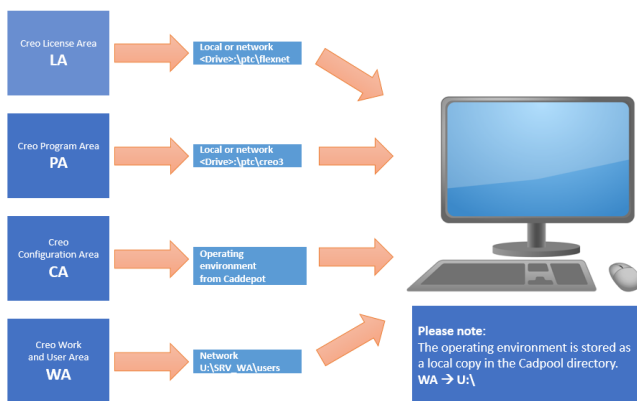 Creo License Area
LA
Local or network
<Drive>:\ptc\flexnet
Creo Program Area
PA
Local or network
<Drive>:\ptc\creo3
Creo
Configuration Area
CA
Operating
environment
from Caddepot
Creo Work
and User Area
WA
Network
U:\SRV_WA\users
Please note:
The operating environment is stored as
a local copy in the Cadpool directory.
WA → U:\